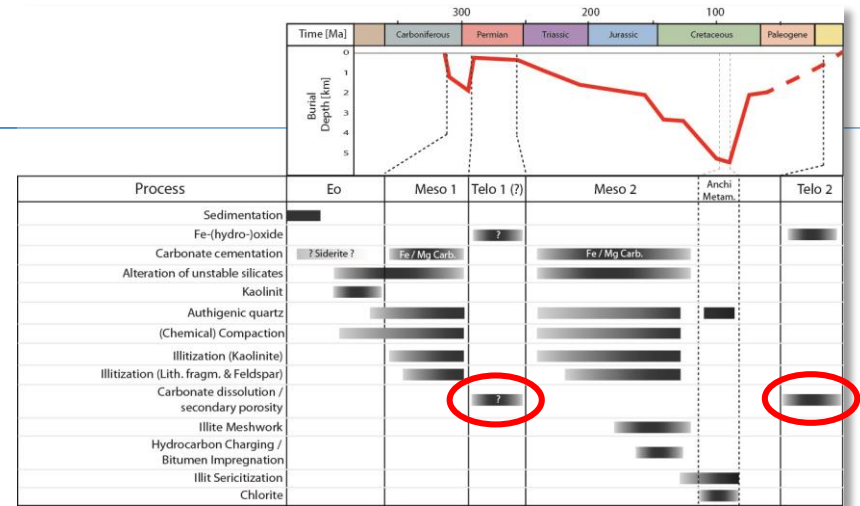 300 200 100
Time [Ma] Carboniferous Permian Triassic Jurassic Cretaceous Paleogene
Burial
Depth [km]
0
1
2
3
4
5
Process Eo Meso 1 Telo 1 (?) Meso 2 Anchi Metam. Telo 2
Sedimentation
Fe-(hydro-)oxide ?
Carbonate cementation ? Siderite ? Fe / Mg Carb. Fe / Mg Carb.
Alteration of unstable silicates
Kaolinit
Authigenic quartz
(Chemical) Compaction
Illitization (Kaolinite)
Illitization (Lith. fragm. & Feldspar)
Carbonate dissolution /
secondary porosity ?
Illite Meshwork
Hydrocarbon Charging /
Bitumen Impregnation
Illit Sericitization
Chlorite